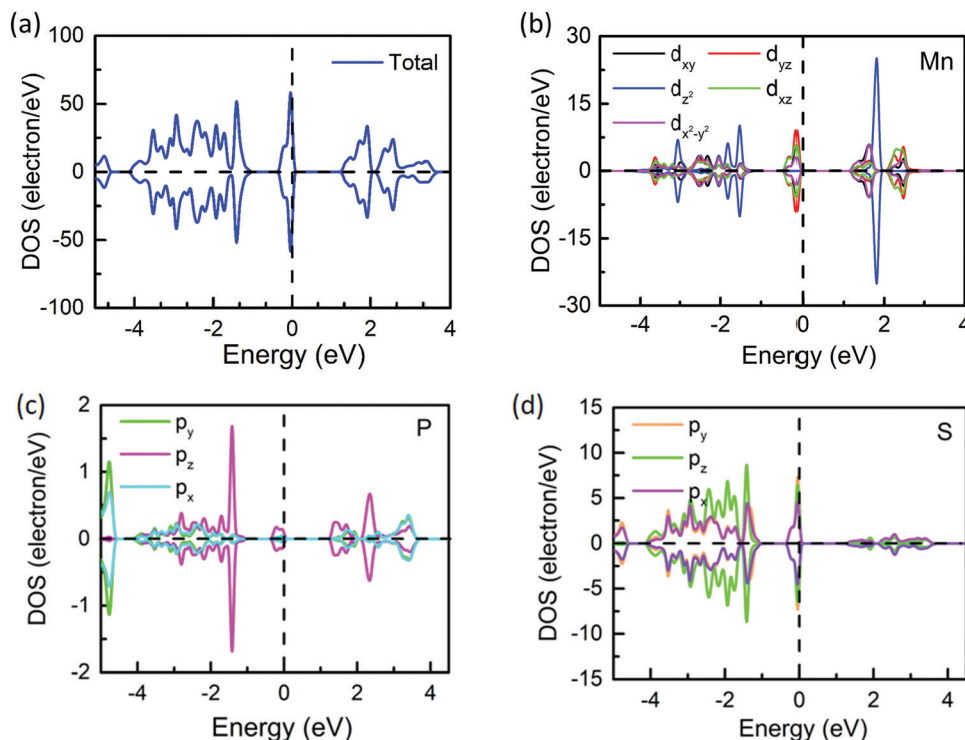 (a)
DOS (electron/eV)
100
50
0
-50
-100
Total
-4 -2 0 2 4
Energy (eV)
(b)
DOS (electron/eV)
30
15
0
-15
-30
Mn
d_xy d_yz
d_z² d_xz
d_x²-y²
-4 -2 0 2 4
Energy (eV)
(c)
DOS (electron/eV)
2
1
0
-1
-2
p_y
p_z
p_x
P
-4 -2 0 2 4
Energy (eV)
(d)
DOS (electron/eV)
15
10
5
0
-5
-10
-15
p_y
p_z
p_x
S
-4 -2 0 2 4
Energy (eV)